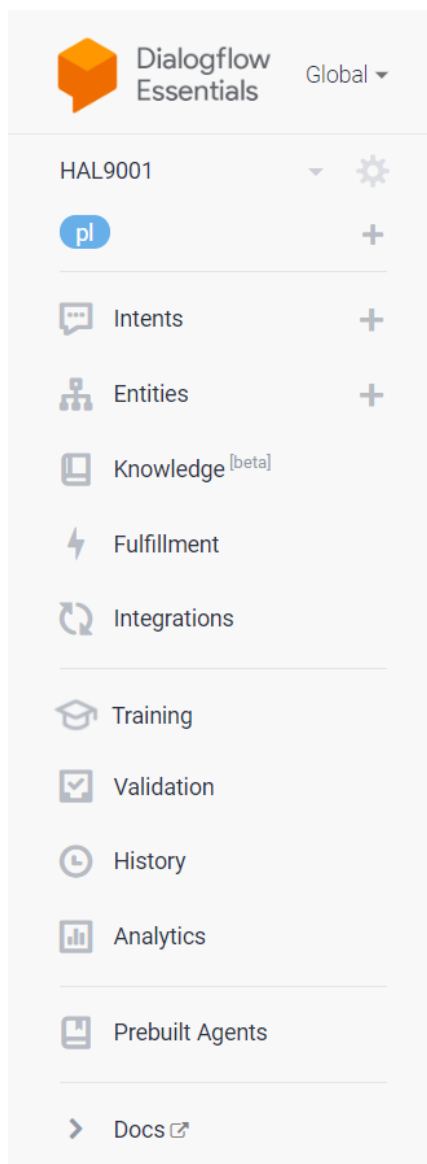 Dialogflow
Essentials
Global
HAL9001
pl
Intents
Entities
Knowledge [beta]
Fulfillment
Integrations
Training
Validation
History
Analytics
Prebuilt Agents
Docs